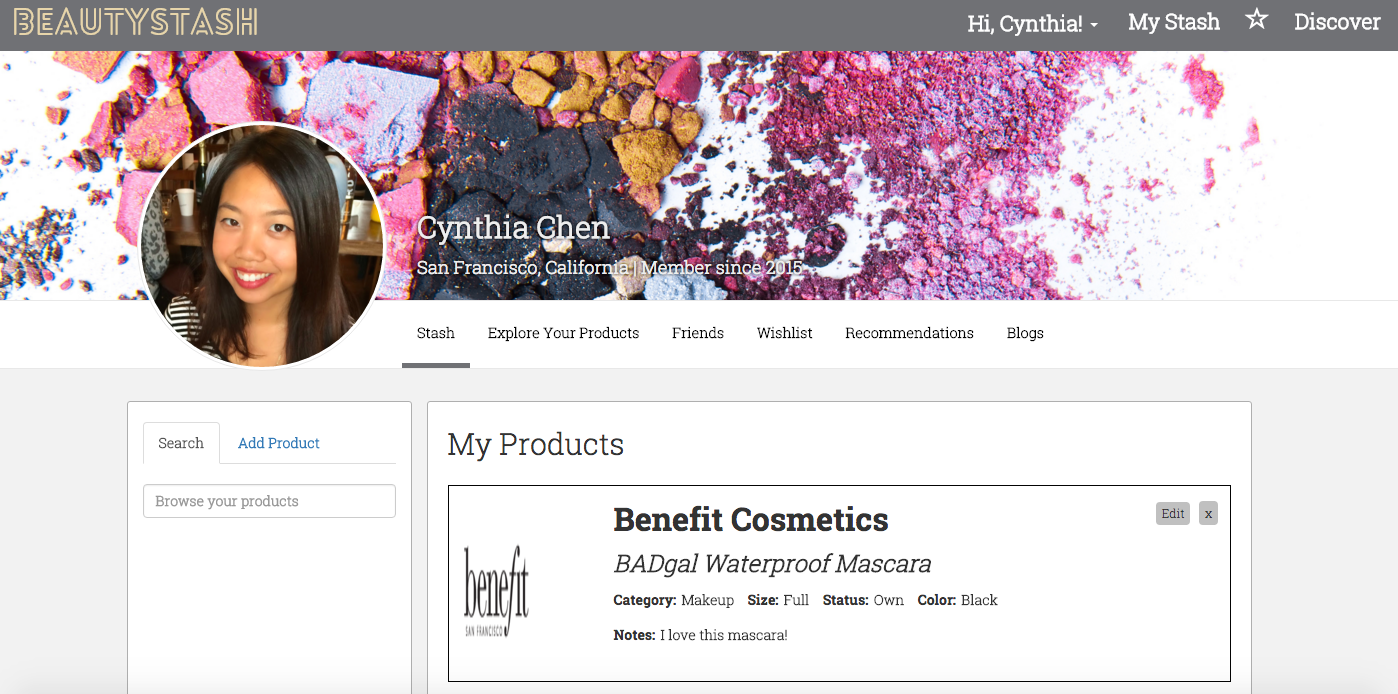 BEAUTYSTASH
Hi, Cynthia! My Stash Discover
Cynthia Chen
San Francisco, California | Member since 2015
Stash Explore Your Products Friends Wishlist Recommendations Blogs
Search Add Product
Browse your products
My Products
Benefit Cosmetics
Edit x
BADgal Waterproof Mascara
Category: Makeup Size: Full Status: Own Color: Black
Notes: I love this mascara!
benefit
SAN FRANCISCO